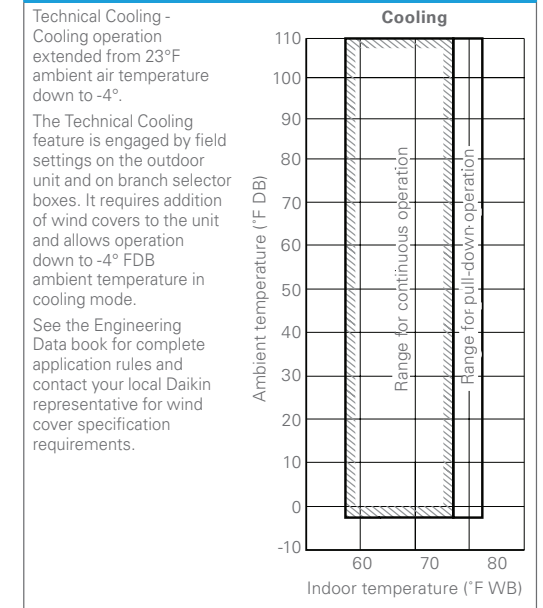 Technical Cooling -
Cooling operation
extended from 23°F
ambient air temperature
down to -4°.
The Technical Cooling
feature is engaged by field
settings on the outdoor
unit and on branch selector
boxes. It requires addition
of wind covers to the unit
and allows operation
down to -4° FDB
ambient temperature in
cooling mode.
See the Engineering
Data book for complete
application rules and
contact your local Daikin
representative for wind
cover specification
requirements.
Cooling
Ambient temperature (˚F DB)
110
100
90
80
70
60
50
40
30
20
10
0
-10
Range for continuous operation
Range for pull-down operation
60 70 80
Indoor temperature (˚F WB)